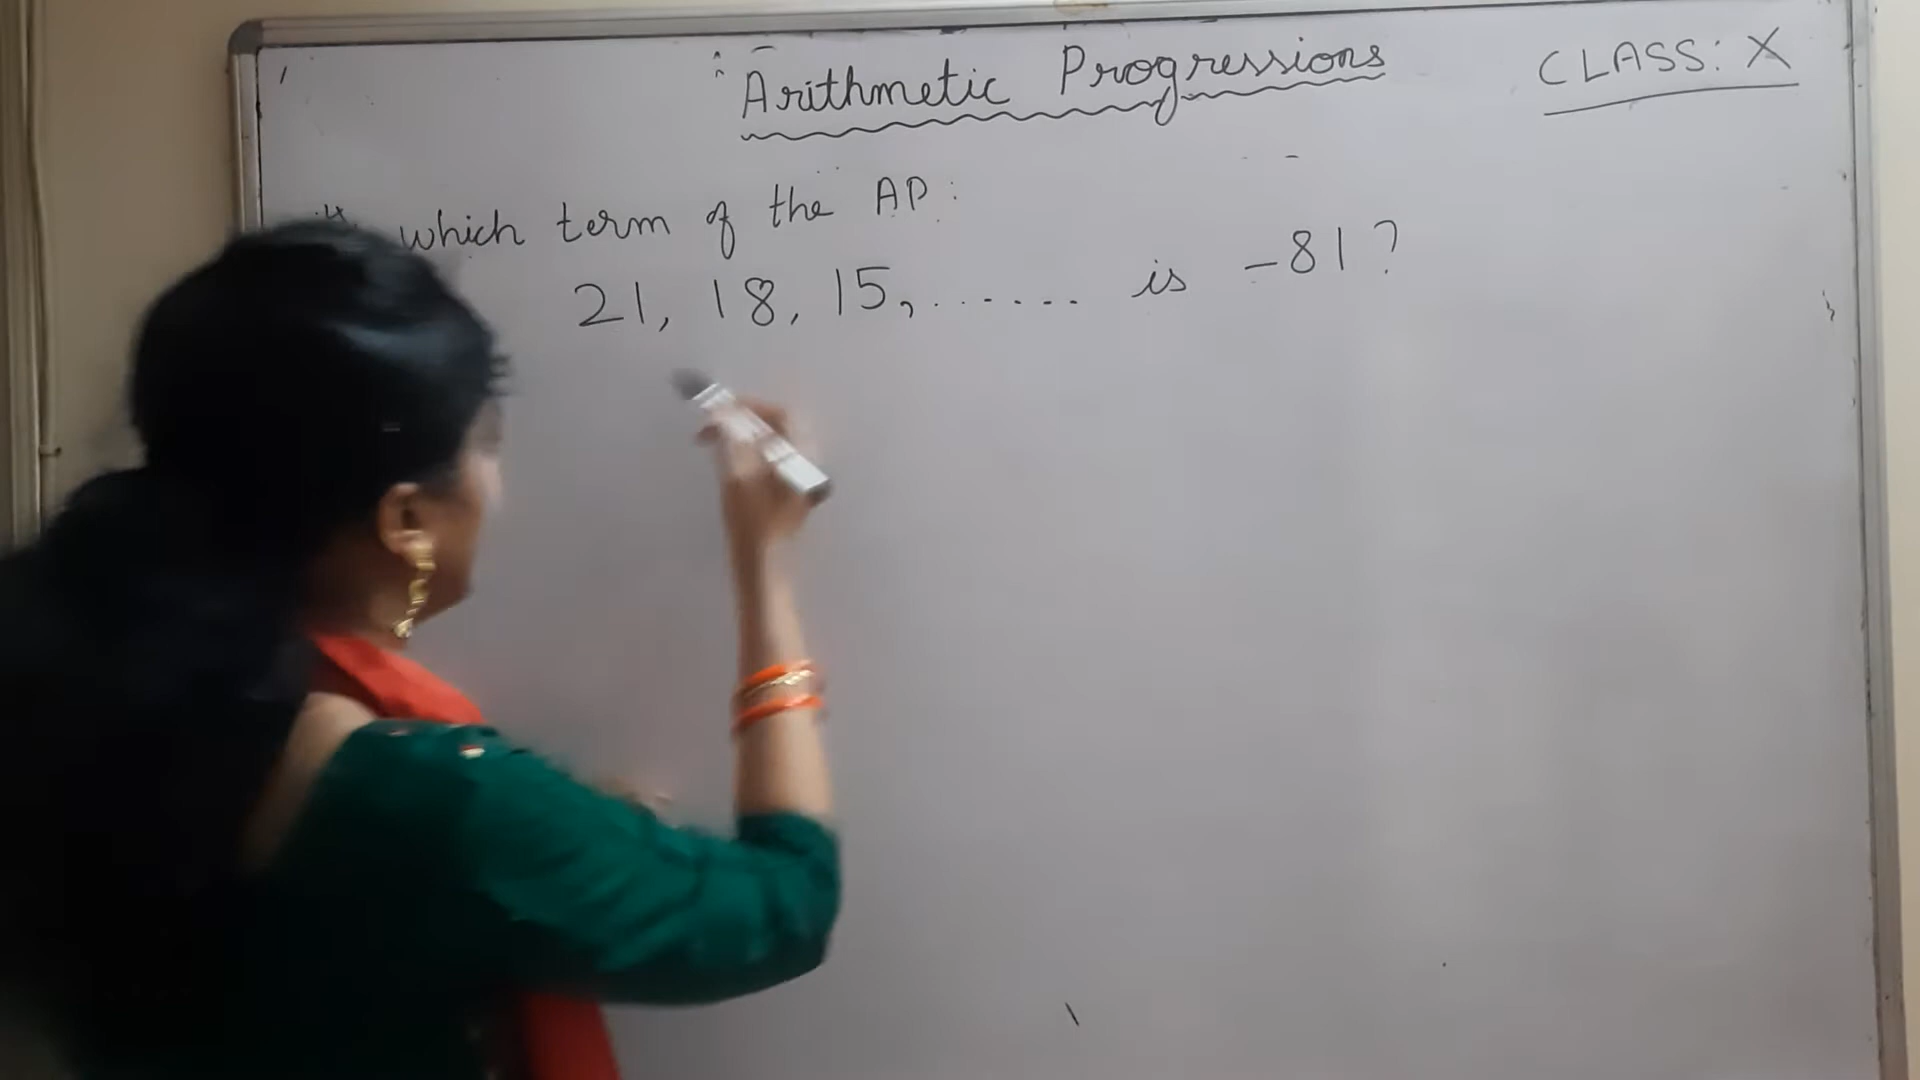 Arithmetic Progressions
CLASS: X
which term of the AP:
21, 18, 15, ...... is -81?